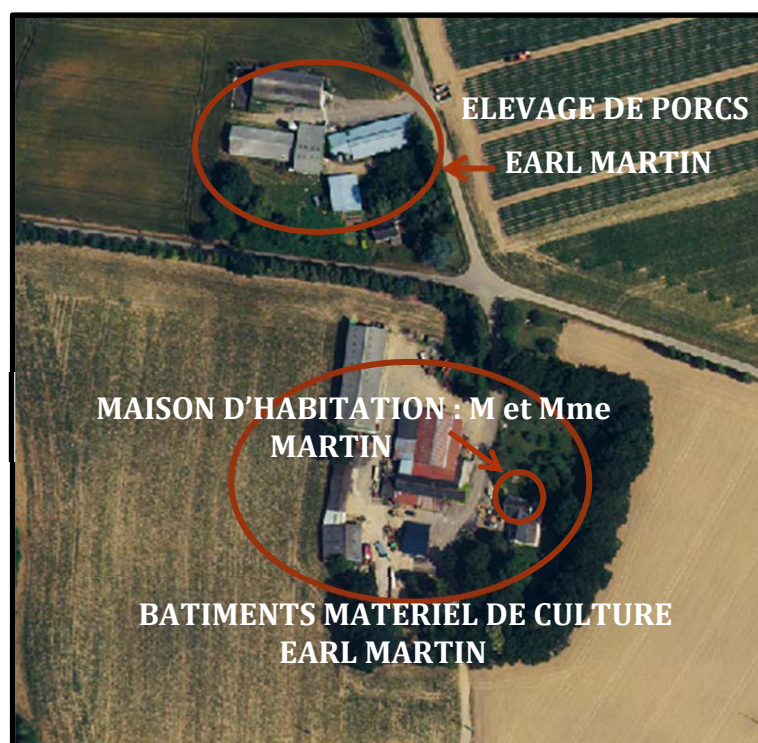 ELEVAGE DE PORCS
EARL MARTIN
MAISON D’HABITATION : M et Mme
MARTIN
BATIMENTS MATERIEL DE CULTURE
EARL MARTIN